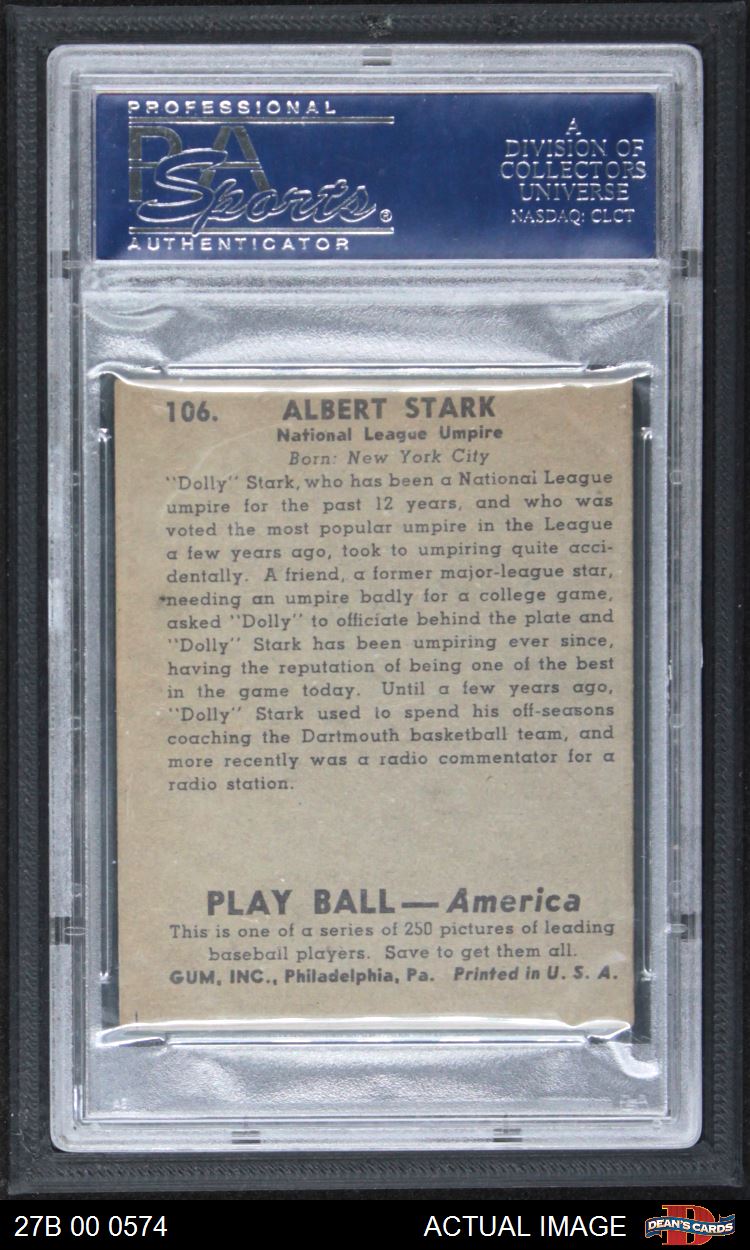 PROFESSIONAL
PSA
Sports®
AUTHENTICATOR
A
DIVISION OF
COLLECTORS
UNIVERSE
NASDAQ: CLCT
106. ALBERT STARK
National League Umpire
Born: New York City
"Dolly" Stark, who has been a National League
umpire for the past 12 years, and who was
voted the most popular umpire in the League
a few years ago, took to umpiring quite acci-
dentally. A friend, a former major-league star,
needing an umpire badly for a college game,
asked "Dolly" to officiate behind the plate and
"Dolly" Stark has been umpiring ever since,
having the reputation of being one of the best
in the game today. Until a few years ago,
"Dolly" Stark used to spend his off-seasons
coaching the Dartmouth basketball team, and
more recently was a radio commentator for a
radio station.
PLAY BALL—America
This is one of a series of 250 pictures of leading
baseball players. Save to get them all.
GUM, INC., Philadelphia, Pa. Printed in U. S. A.
27B 00 0574
ACTUAL IMAGE
DEAN'S CARDS